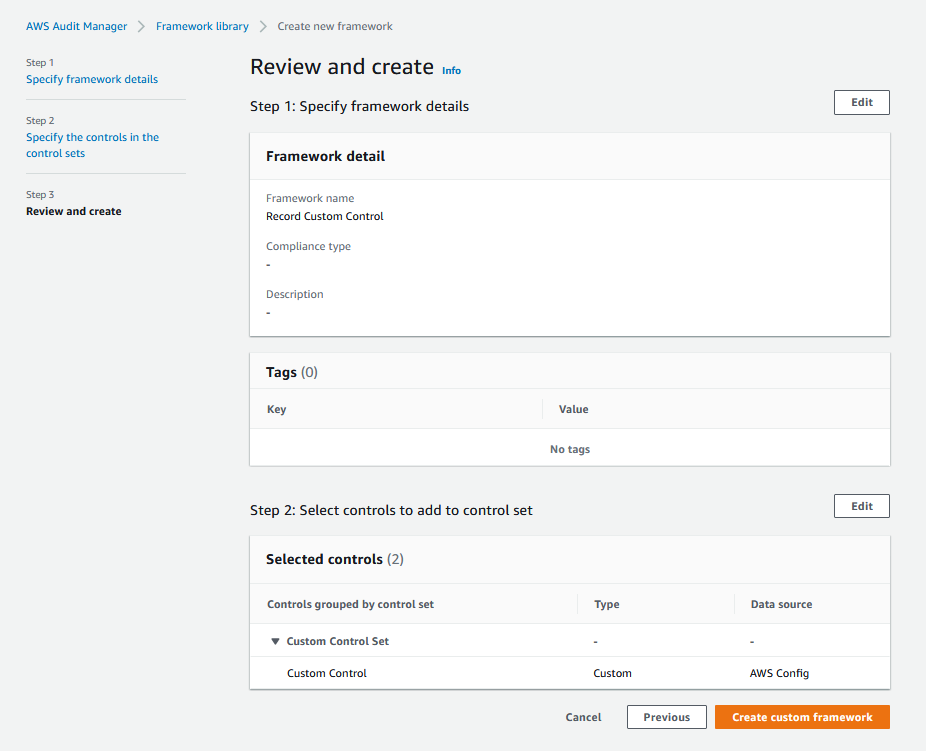 AWS Audit Manager > Framework library > Create new framework
Step 1
Specify framework details
Step 2
Specify the controls in the
control sets
Step 3
Review and create
Review and create Info
Step 1: Specify framework details
Edit
Framework detail
Framework name
Record Custom Control
Compliance type
-
Description
-
Tags (0)
Key Value
No tags
Step 2: Select controls to add to control set
Edit
Selected controls (2)
Controls grouped by control set Type Data source
▼ Custom Control Set - -
Custom Control Custom AWS Config
Cancel Previous Create custom framework